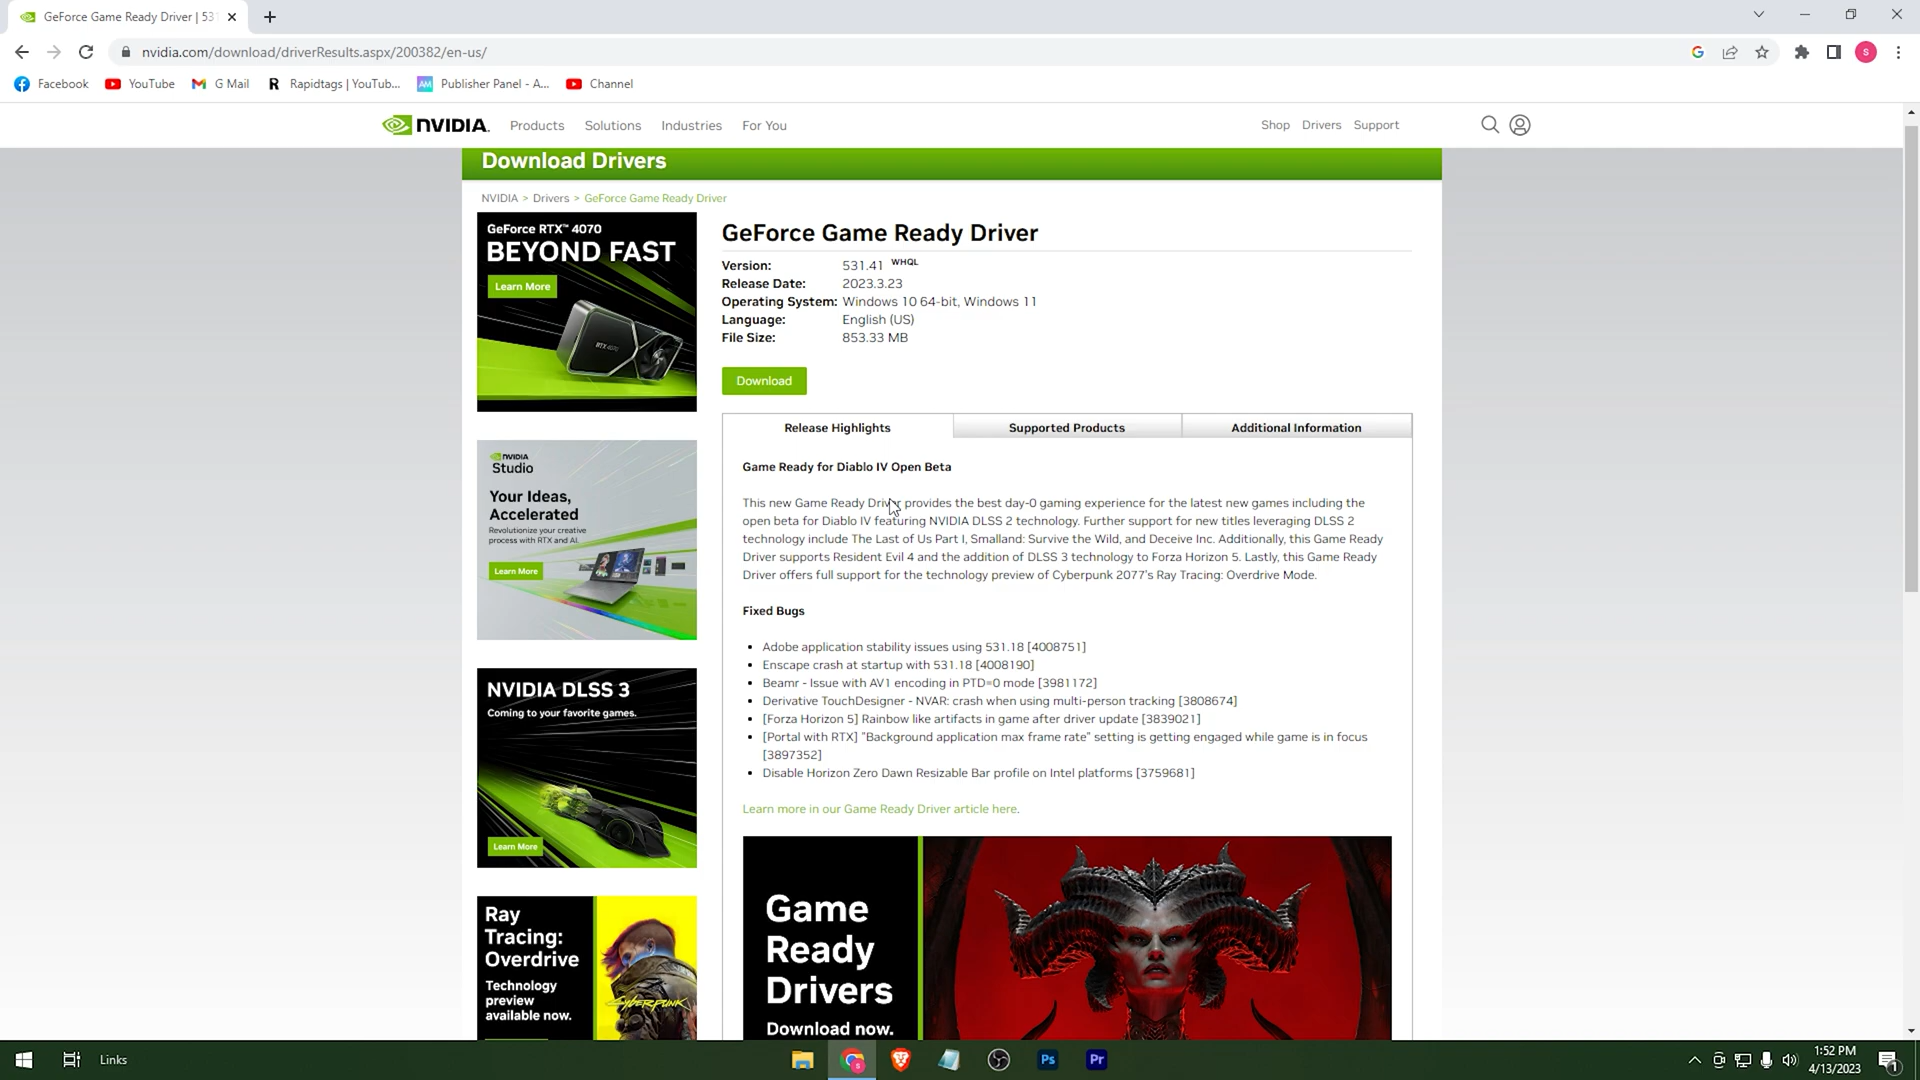 GeForce Game Ready Driver | 531
nvidia.com/download/driverResults.aspx/200382/en-us/
S
Facebook
YouTube
G Mail
R Rapidtags | YouTub...
AM Publisher Panel - A...
Channel
NVIDIA.
Products
Solutions
Industries
For You
Shop
Drivers
Support
Download Drivers
NVIDIA > Drivers > GeForce Game Ready Driver
GeForce RTX™ 4070
BEYOND FAST
Learn More
RTX 4070
NVIDIA
Studio
Your Ideas,
Accelerated
Revolutionize your creative
process with RTX and AI.
Learn More
NVIDIA DLSS 3
Coming to your favorite games.
Learn More
Ray
Tracing:
Overdrive
Technology
preview
available now.
Cyberpunk
GeForce Game Ready Driver
Version: 531.41 WHQL
Release Date: 2023.3.23
Operating System: Windows 10 64-bit, Windows 11
Language: English (US)
File Size: 853.33 MB
Download
Release Highlights
Supported Products
Additional Information
Game Ready for Diablo IV Open Beta
This new Game Ready Driver provides the best day-0 gaming experience for the latest new games including the
open beta for Diablo IV featuring NVIDIA DLSS 2 technology. Further support for new titles leveraging DLSS 2
technology include The Last of Us Part I, Smalland: Survive the Wild, and Deceive Inc. Additionally, this Game Ready
Driver supports Resident Evil 4 and the addition of DLSS 3 technology to Forza Horizon 5. Lastly, this Game Ready
Driver offers full support for the technology preview of Cyberpunk 2077's Ray Tracing: Overdrive Mode.
Fixed Bugs
• Adobe application stability issues using 531.18 [4008751]
• Enscape crash at startup with 531.18 [4008190]
• Beamr - Issue with AV1 encoding in PTD=0 mode [3981172]
• Derivative TouchDesigner - NVAR: crash when using multi-person tracking [3808674]
• [Forza Horizon 5] Rainbow like artifacts in game after driver update [3839021]
• [Portal with RTX] "Background application max frame rate" setting is getting engaged while game is in focus
[3897352]
• Disable Horizon Zero Dawn Resizable Bar profile on Intel platforms [3759681]
Learn more in our Game Ready Driver article here.
Game
Ready
Drivers
Download now.
Links
Ps
Pr
1:52 PM
4/13/2023
1